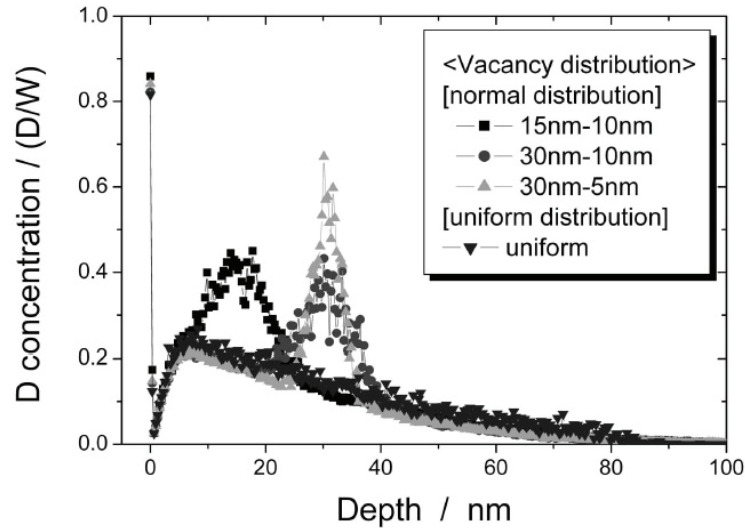 D concentration / (D/W)
1.0
0.8
0.6
0.4
0.2
0.0
<Vacancy distribution>
[normal distribution]
15nm-10nm
30nm-10nm
30nm-5nm
[uniform distribution]
uniform
0 20 40 60 80 100
Depth / nm